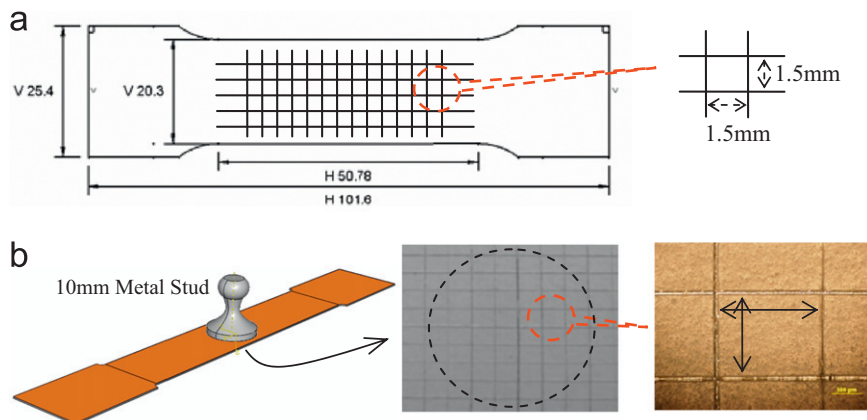 a
V 25.4
V 20.3
H 50.78
H 101.6
1.5mm
1.5mm
b
10mm Metal Stud